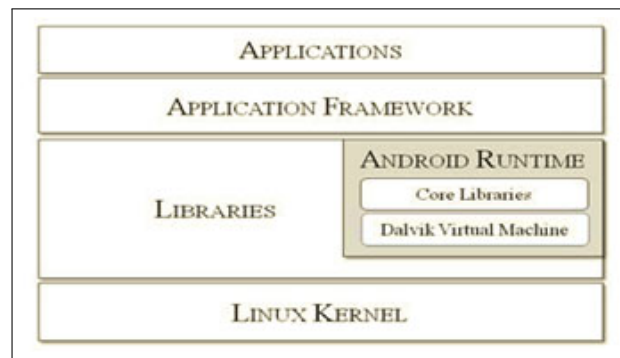 APPLICATIONS
APPLICATION FRAMEWORK
LIBRARIES
ANDROID RUNTIME
Core Libraries
Dalvik Virtual Machine
LINUX KERNEL